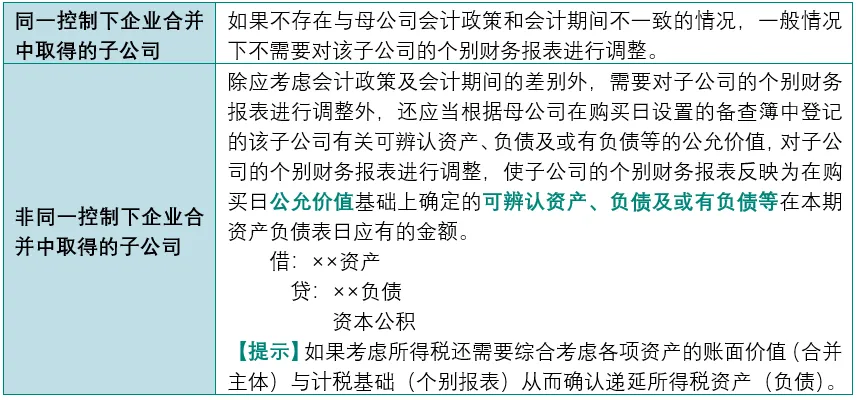 同一控制下企业合并
中取得的子公司
如果不存在与母公司会计政策和会计期间不一致的情况，一般情况
下不需要对该子公司的个别财务报表进行调整。
非同一控制下企业合
并中取得的子公司
除应考虑会计政策及会计期间的差别外，需要对子公司的个别财务
报表进行调整外，还应当根据母公司在购买日设置的备查簿中登记
的该子公司有关可辨认资产、负债及或有负债等的公允价值，对子公
司的个别财务报表进行调整，使子公司的个别财务报表反映为在购
买日公允价值基础上确定的可辨认资产、负债及或有负债等在本期
资产负债表日应有的金额。
借：××资产
贷：××负债
资本公积
【提示】如果考虑所得税还需要综合考虑各项资产的账面价值（合并
主体）与计税基础（个别报表）从而确认递延所得税资产（负债）。